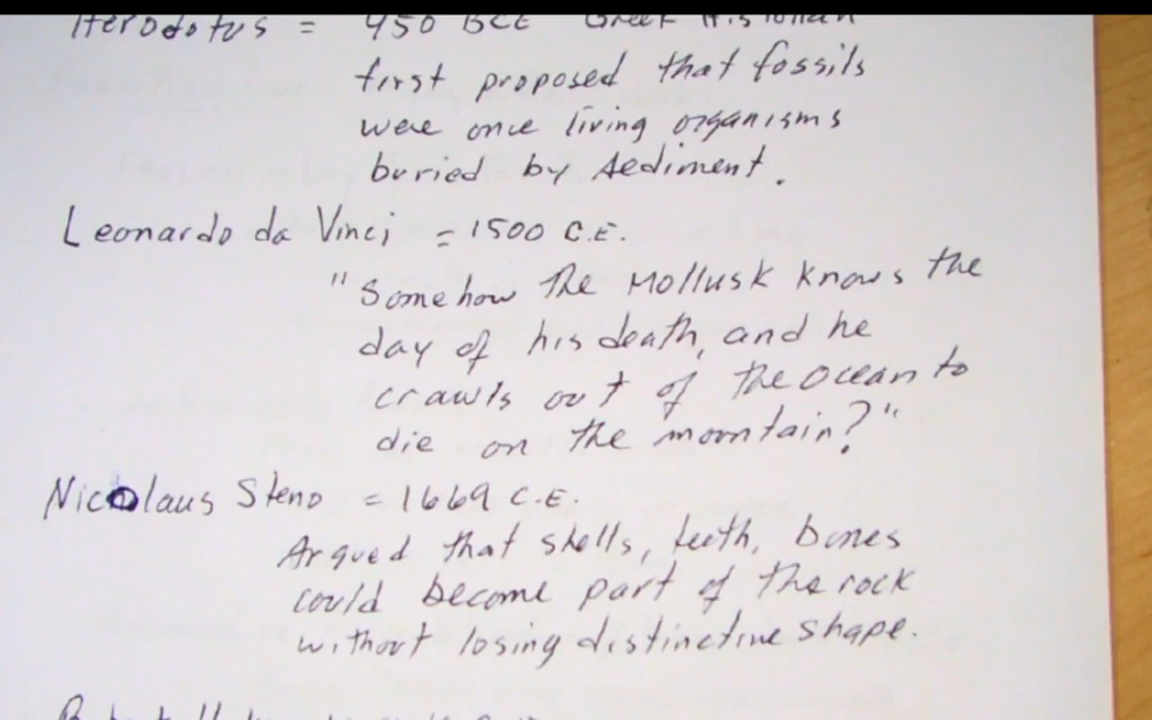 Herodotus = 450 BCE Greek Historian
first proposed that fossils
were once living organisms
buried by sediment.
Leonardo da Vinci = 1500 C.E.
"Somehow the Mollusk knows the
day of his death, and he
crawls out of the Ocean to
die on the mountain?"
Nicolaus Steno = 1669 C.E.
Argued that shells, teeth, bones
could become part of the rock
without losing distinctive shape.